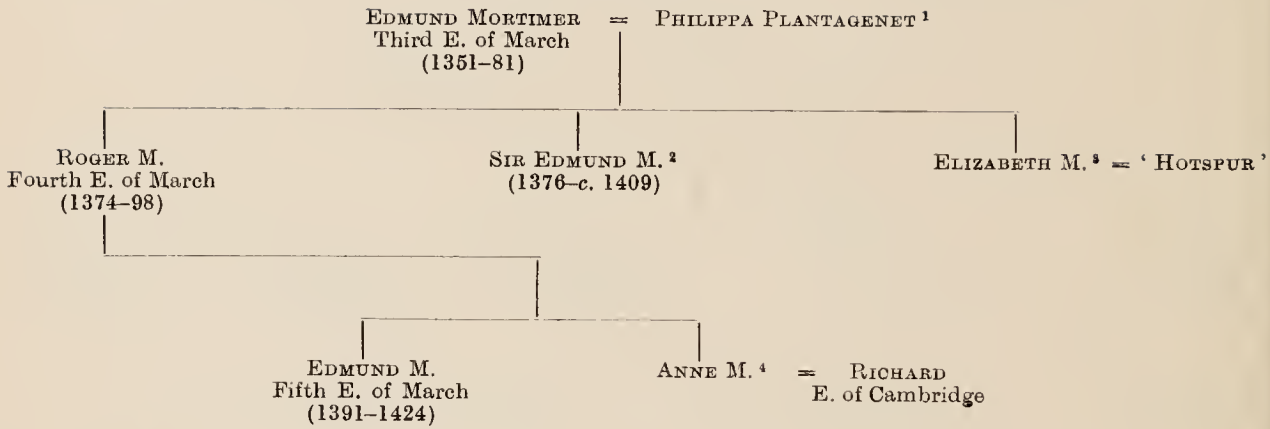 EDMUND MORTIMER = PHILIPPA PLANTAGENET ¹
Third E. of March
(1351–81)
ROGER M.
Fourth E. of March
(1374–98)
SIR EDMUND M. ²
(1376–c. 1409)
ELIZABETH M. ³ = ‘ HOTSPUR ’
EDMUND M.
Fifth E. of March
(1391–1424)
ANNE M. ⁴ = RICHARD
E. of Cambridge